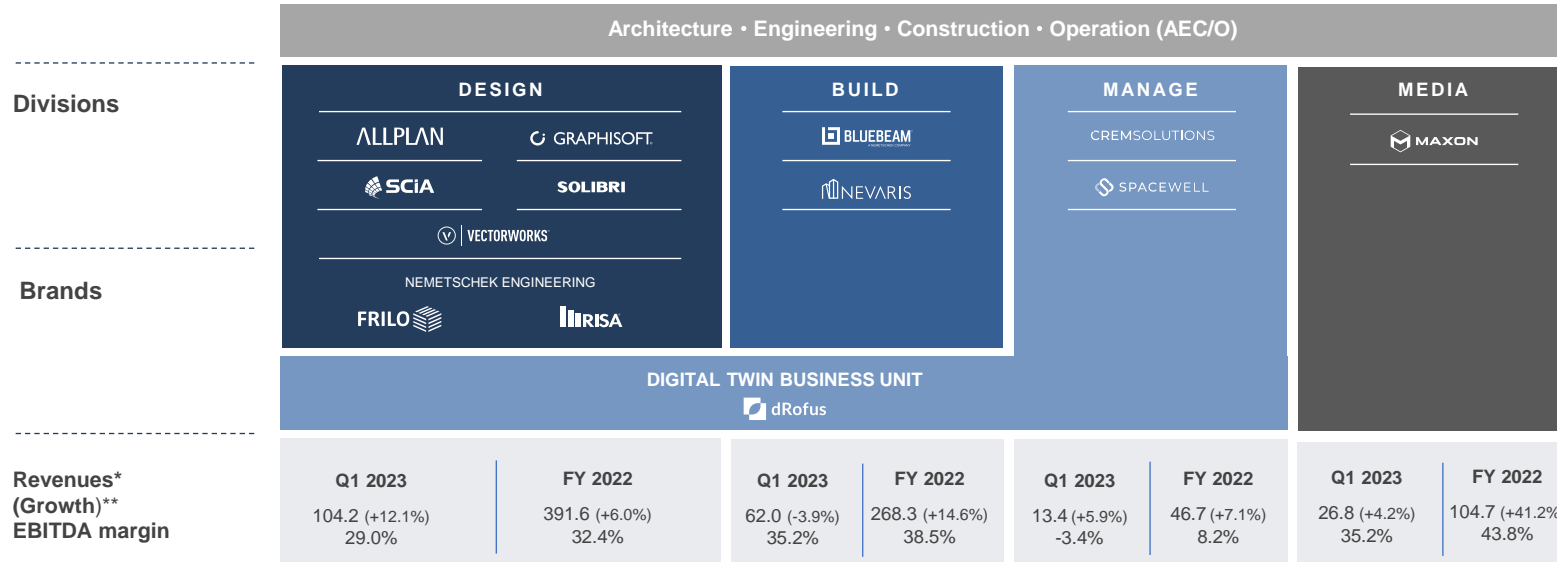 Architecture • Engineering • Construction • Operation (AEC/O)
Divisions
DESIGN
ALLPLAN GRAPHISOFT
SCiA SOLIBRI
VECTORWORKS
NEMETSCHEK ENGINEERING
FRILO RISA
BUILD
BLUEBEAM
NEVARIS
MANAGE
CREMSOLUTIONS
SPACEWELL
MEDIA
MAXON
Brands
DIGITAL TWIN BUSINESS UNIT
dRofus
Revenues*
(Growth)**
EBITDA margin
Q1 2023 FY 2022
104.2 (+12.1%) 391.6 (+6.0%)
29.0% 32.4%
Q1 2023 FY 2022
62.0 (-3.9%) 268.3 (+14.6%)
35.2% 38.5%
Q1 2023 FY 2022
13.4 (+5.9%) 46.7 (+7.1%)
-3.4% 8.2%
Q1 2023 FY 2022
26.8 (+4.2%) 104.7 (+41.2%
35.2% 43.8%